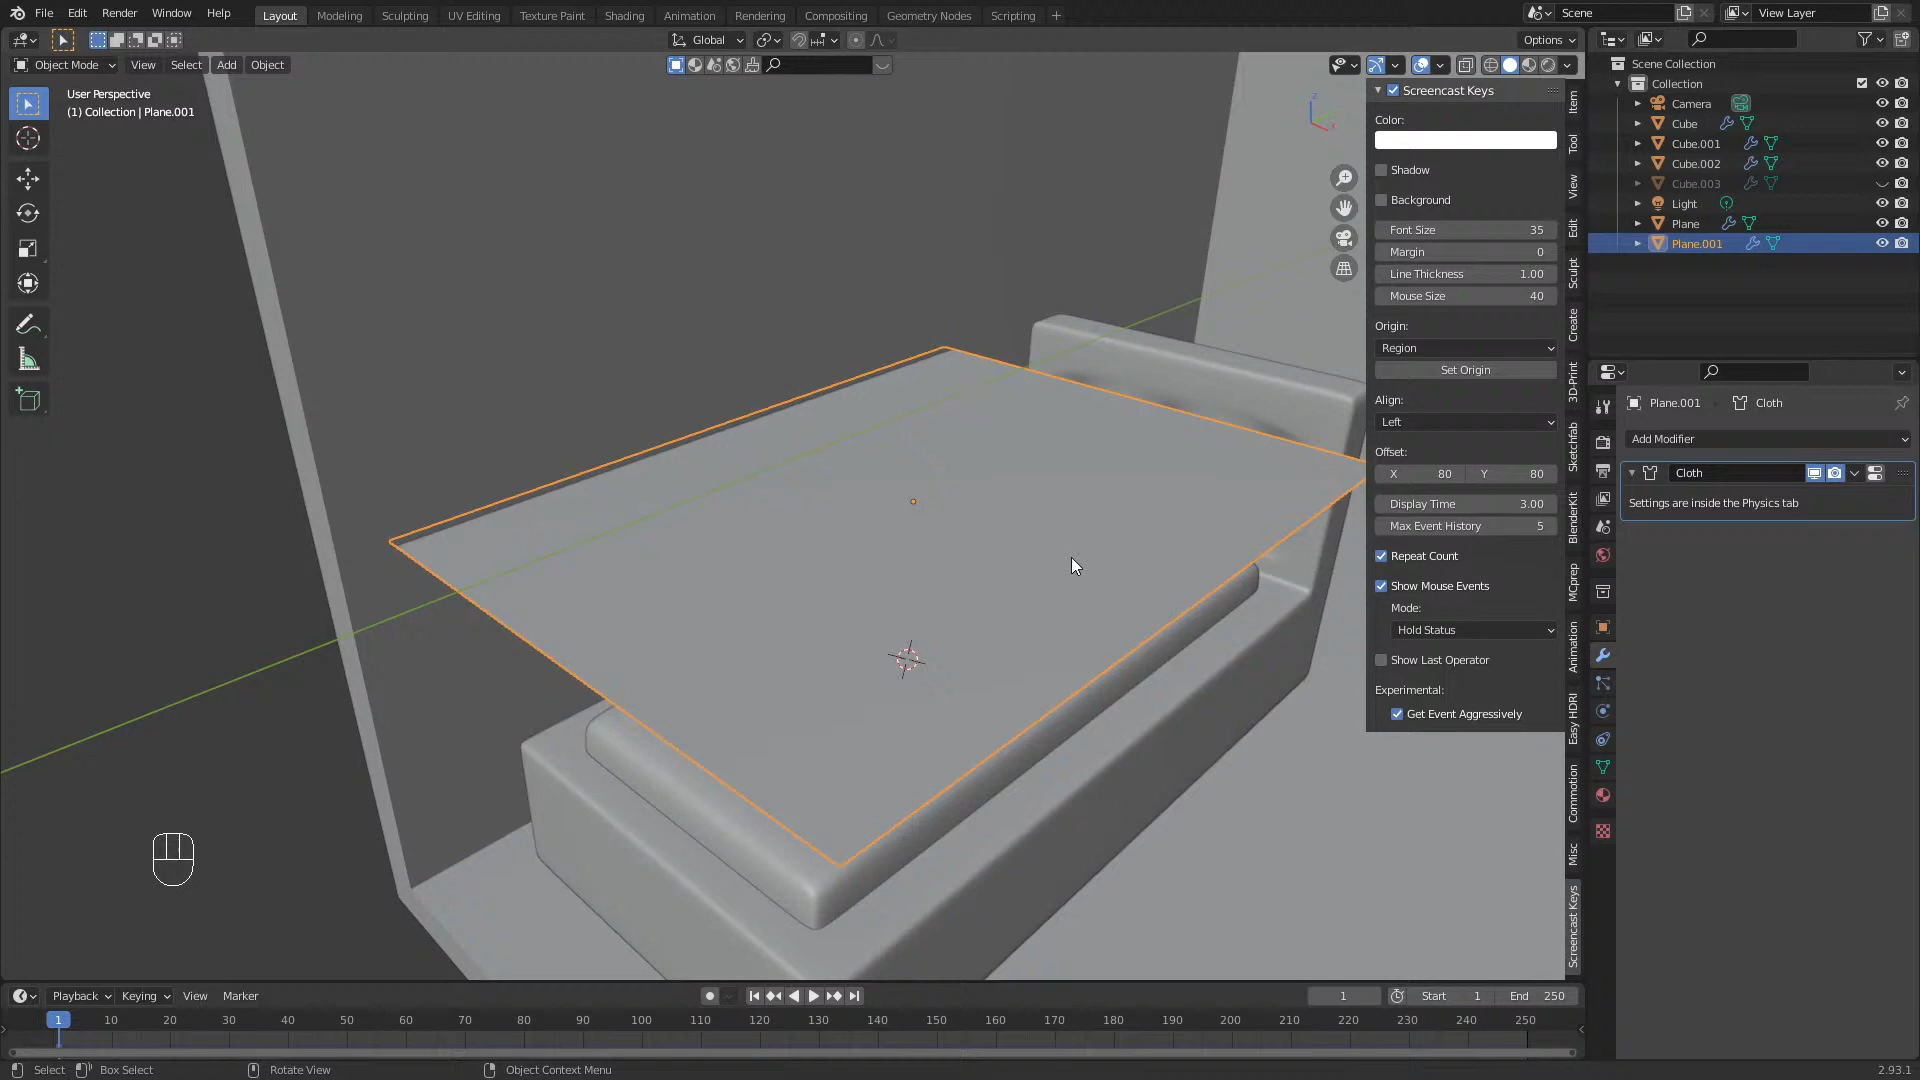 File Edit Render Window Help Layout Modeling Sculpting UV Editing Texture Paint Shading Animation Rendering Compositing Geometry Nodes Scripting + Scene View Layer
Global Options
Object Mode View Select Add Object
User Perspective
(1) Collection | Plane.001
Z
X
Screencast Keys
Color:
Shadow
Background
Font Size 35
Margin 0
Line Thickness 1.00
Mouse Size 40
Origin:
Region
Set Origin
Align:
Left
Offset:
X 80 Y 80
Display Time 3.00
Max Event History 5
Repeat Count
Show Mouse Events
Mode:
Hold Status
Show Last Operator
Experimental:
Get Event Aggressively
Item
Tool
View
Edit
Sculpt
Create
3D-Print
Sketchfab
BlenderKit
MCprep
Animation
Easy HDRI
Commotion
Misc
Screencast Keys
Scene Collection
Collection
Camera
Cube
Cube.001
Cube.002
Cube.003
Light
Plane
Plane.001
Plane.001 Cloth
Add Modifier
Cloth
Settings are inside the Physics tab
Playback Keying View Marker 1 Start 1 End 250
1 10 20 30 40 50 60 70 80 90 100 110 120 130 140 150 160 170 180 190 200 210 220 230 240 250
Select Box Select Rotate View Object Context Menu 2.93.1